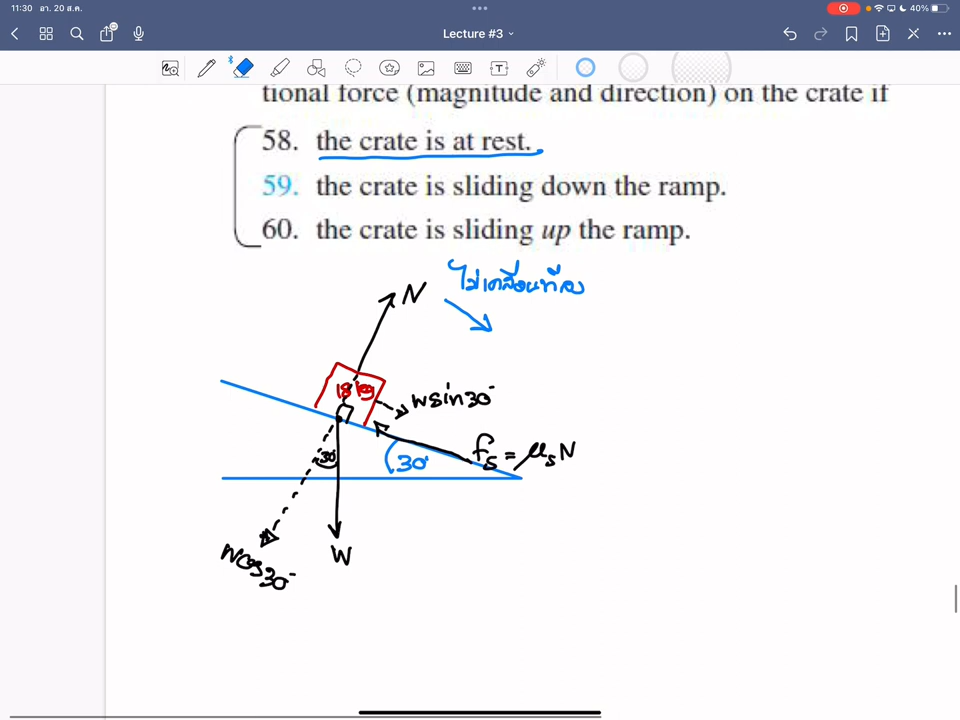 11:30 อา. 20 ส.ค.
40%
Lecture #3
tional force (magnitude and direction) on the crate if
58. the crate is at rest.
59. the crate is sliding down the ramp.
60. the crate is sliding up the ramp.
ไม่เคลื่อนที่ลง
N
18 kg
wsin30°
30°
30°
fs = μsN
W
wcos30°